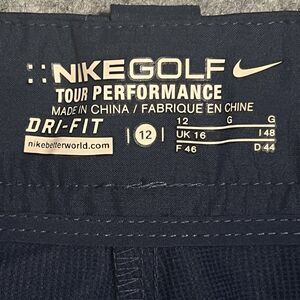 NIKEGOLF
TOUR PERFORMANCE
MADE IN CHINA / FABRIQUE EN CHINE
DRI-FIT
nikebetterworld.com
12
12 G G
UK 16 I 48
F 46 D 44